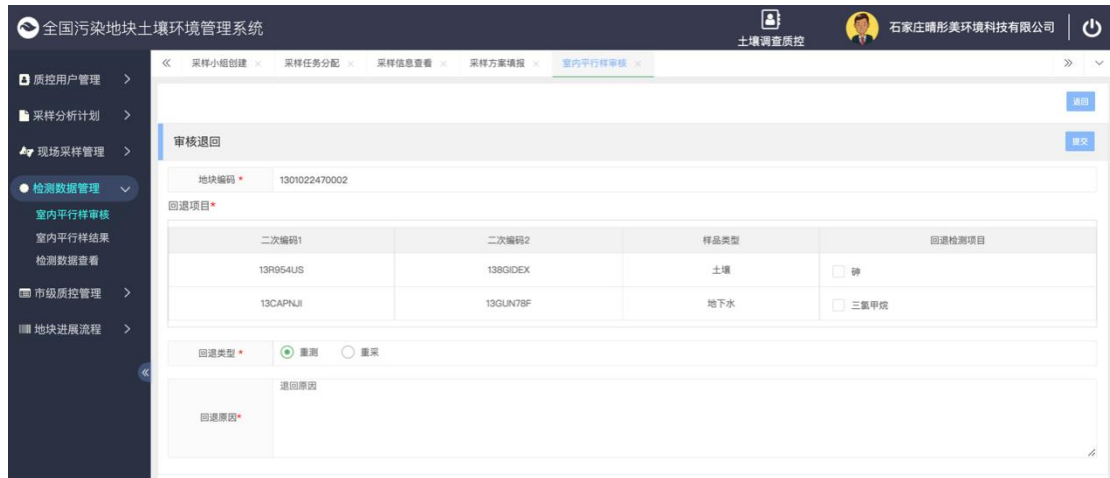 全国污染地块土壤环境管理系统
土壤调查质控
石家庄晴彤美环境科技有限公司
采样小组创建 × 采样任务分配 × 采样信息查看 × 采样方案填报 × 室内平行样审核 ×
质控用户管理
采样分析计划
现场采样管理
检测数据管理
室内平行样审核
室内平行样结果
检测数据查看
市级质控管理
地块进展流程
退回
审核退回
提交
地块编码 * 1301022470002
回退项目*
二次编码1 二次编码2 样品类型 回退检测项目
13R954US 138GIDEX 土壤 砷
13CAPNJI 13GUN78F 地下水 三氯甲烷
回退类型 * 重测 重采
回退原因* 退回原因